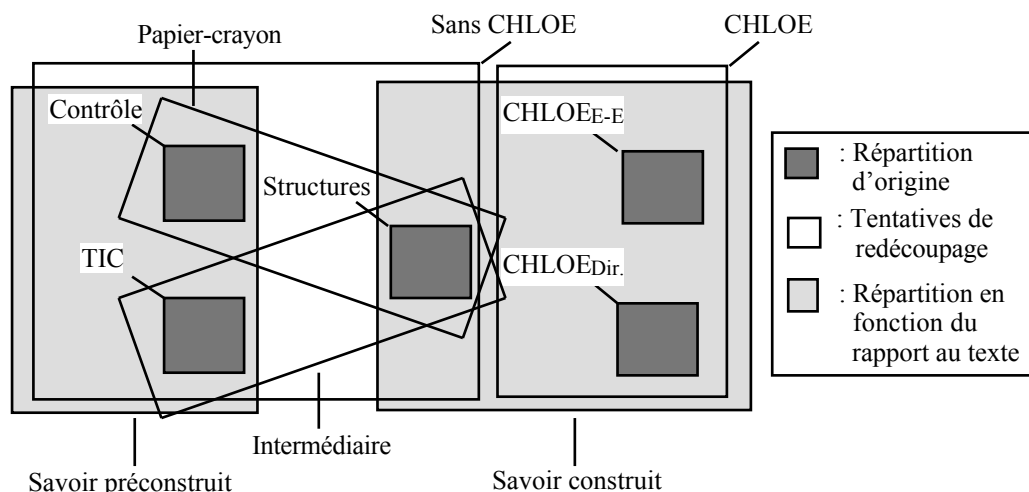 Papier-crayon
Sans CHLOE
CHLOE
Contrôle
CHLOEE-E
Structures
TIC
CHLOEDir.
Intermédiaire
Savoir préconstruit
Savoir construit
: Répartition
d'origine
: Tentatives de
redécoupage
: Répartition en
fonction du
rapport au texte